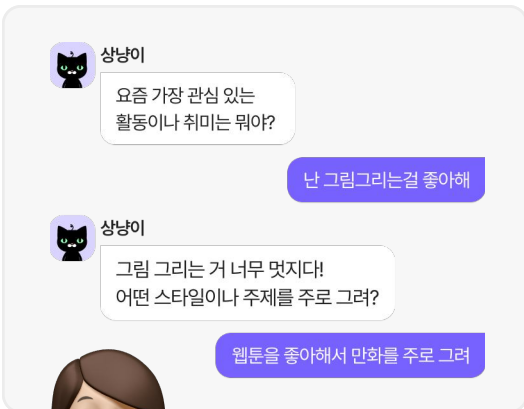 상냥이
요즘 가장 관심 있는
활동이나 취미는 뭐야?
난 그림그리는걸 좋아해
상냥이
그림 그리는 거 너무 멋지다!
어떤 스타일이나 주제를 주로 그려?
웹툰을 좋아해서 만화를 주로 그려